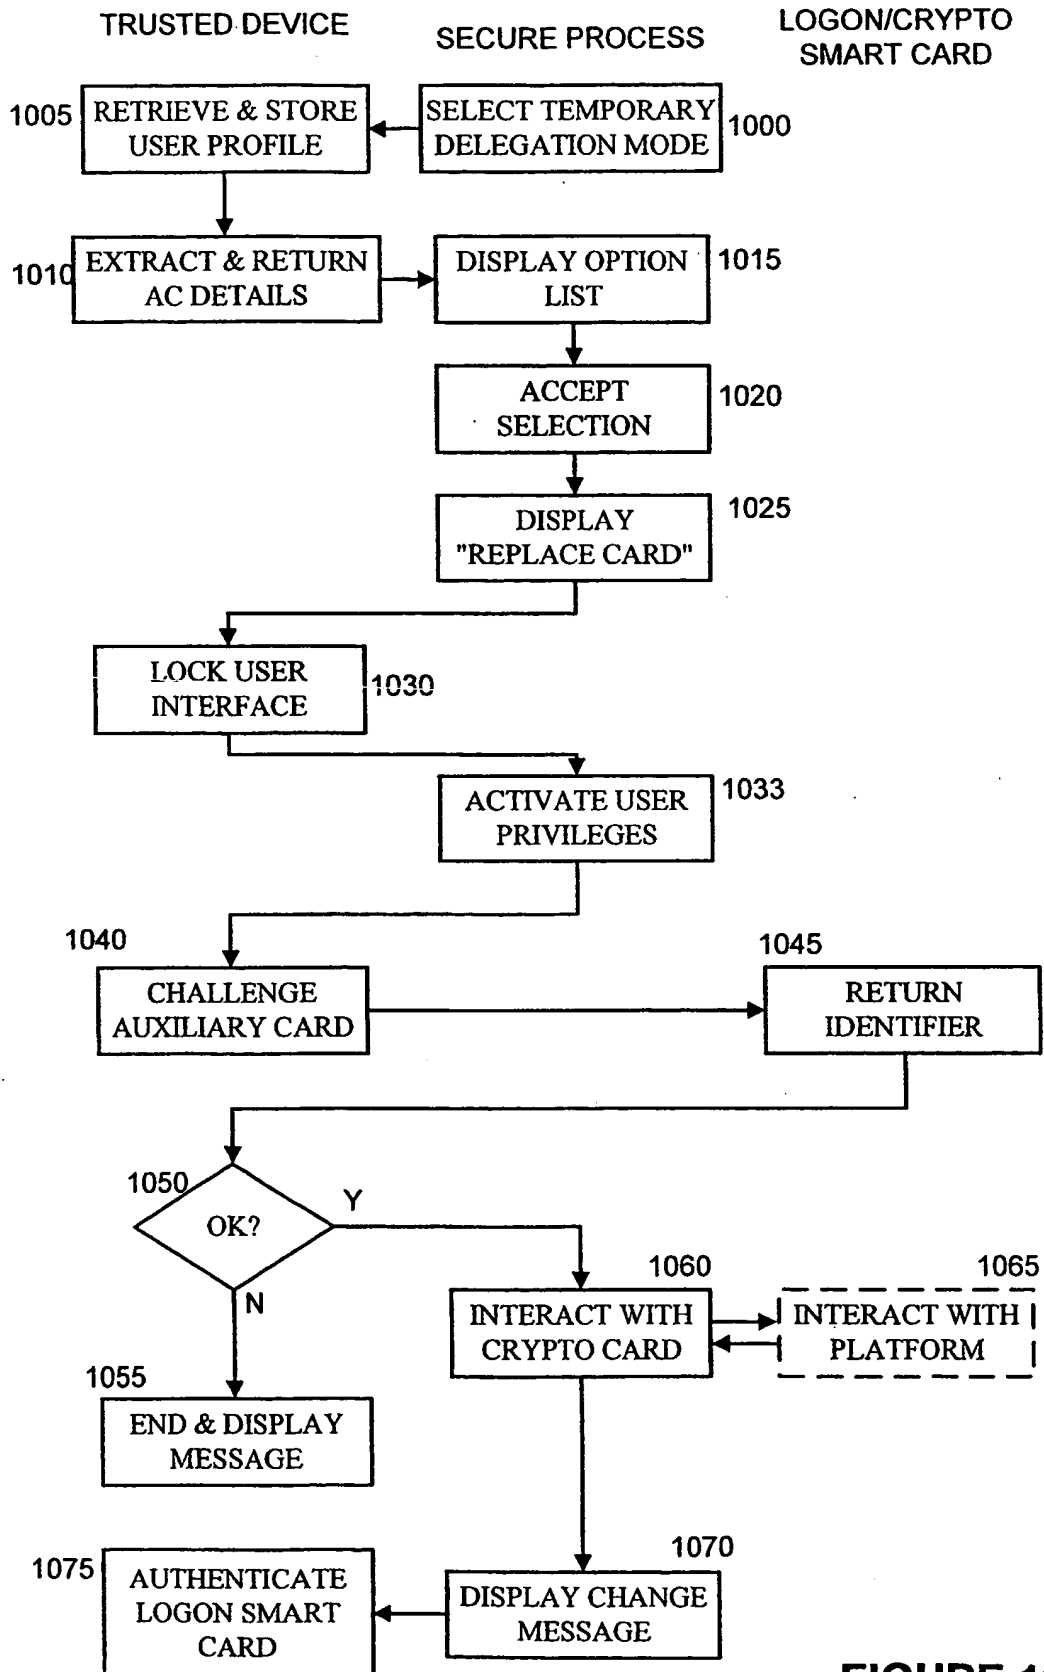 TRUSTED DEVICE
SECURE PROCESS
LOGON/CRYPTO
SMART CARD
1005
RETRIEVE & STORE
USER PROFILE
SELECT TEMPORARY
DELEGATION MODE
1000
1010
EXTRACT & RETURN
AC DETAILS
DISPLAY OPTION
LIST
1015
ACCEPT
SELECTION
1020
DISPLAY
"REPLACE CARD"
1025
LOCK USER
INTERFACE
1030
ACTIVATE USER
PRIVILEGES
1033
1040
CHALLENGE
AUXILIARY CARD
1045
RETURN
IDENTIFIER
1050
OK?
Y
N
1060
INTERACT WITH
CRYPTO CARD
1065
INTERACT WITH
PLATFORM
1055
END & DISPLAY
MESSAGE
1070
DISPLAY CHANGE
MESSAGE
1075
AUTHENTICATE
LOGON SMART
CARD
FIGURE